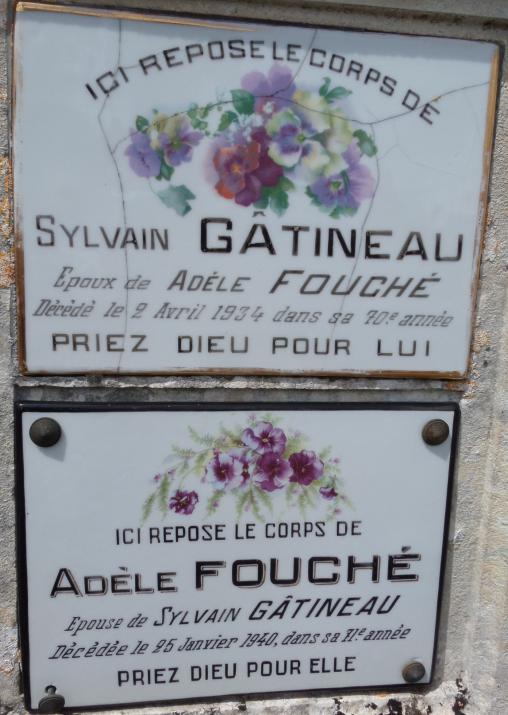 ICI REPOSE LE CORPS DE
SYLVAIN GÂTINEAU
Epoux de ADÈLE FOUCHÉ
Décédé le 2 Avril 1934 dans sa 70e année
PRIEZ DIEU POUR LUI
ICI REPOSE LE CORPS DE
ADÈLE FOUCHÉ
Epouse de SYLVAIN GÂTINEAU
Décédée le 25 Janvier 1940, dans sa 71e année
PRIEZ DIEU POUR ELLE